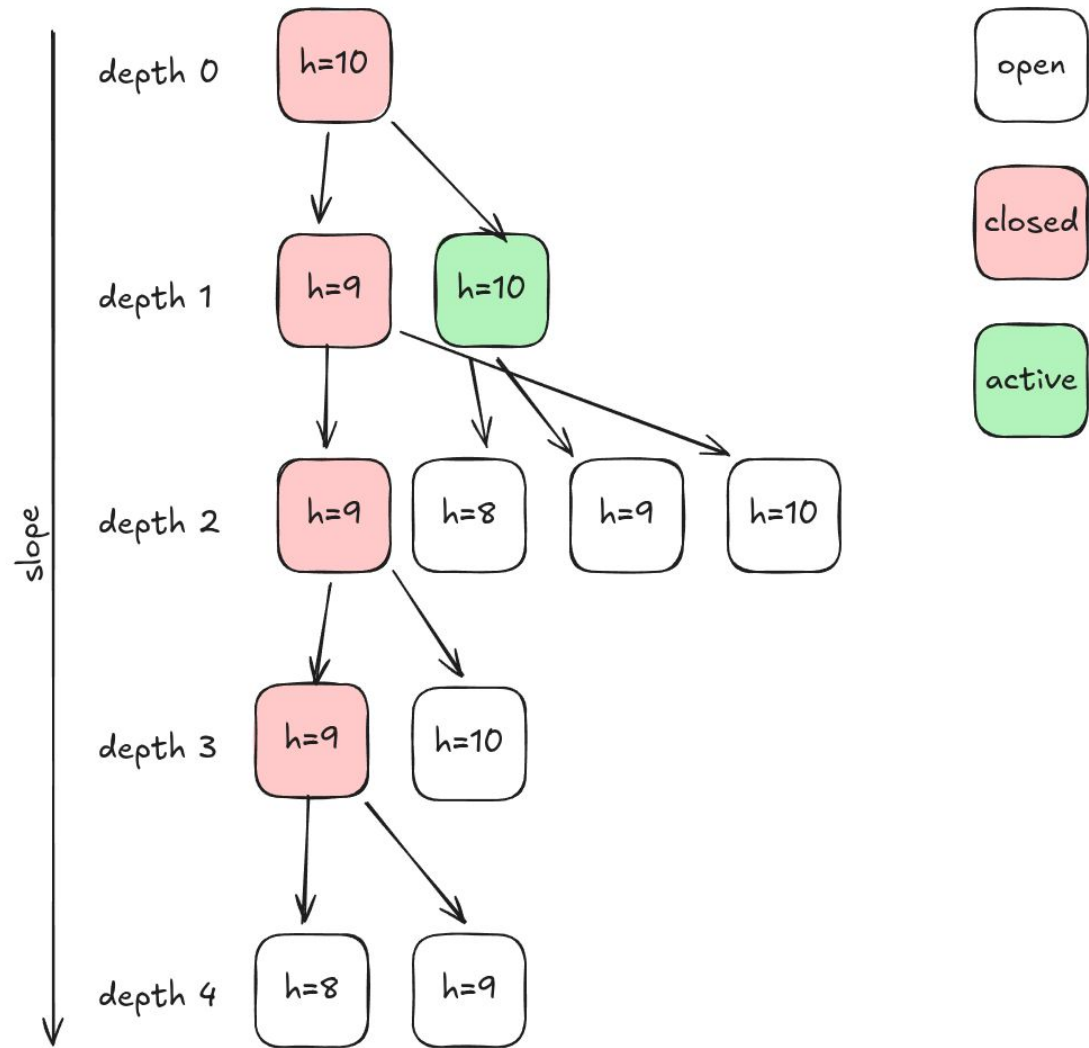 depth 0
h=10
open
closed
depth 1
h=9
h=10
active
slope
depth 2
h=9
h=8
h=9
h=10
depth 3
h=9
h=10
depth 4
h=8
h=9